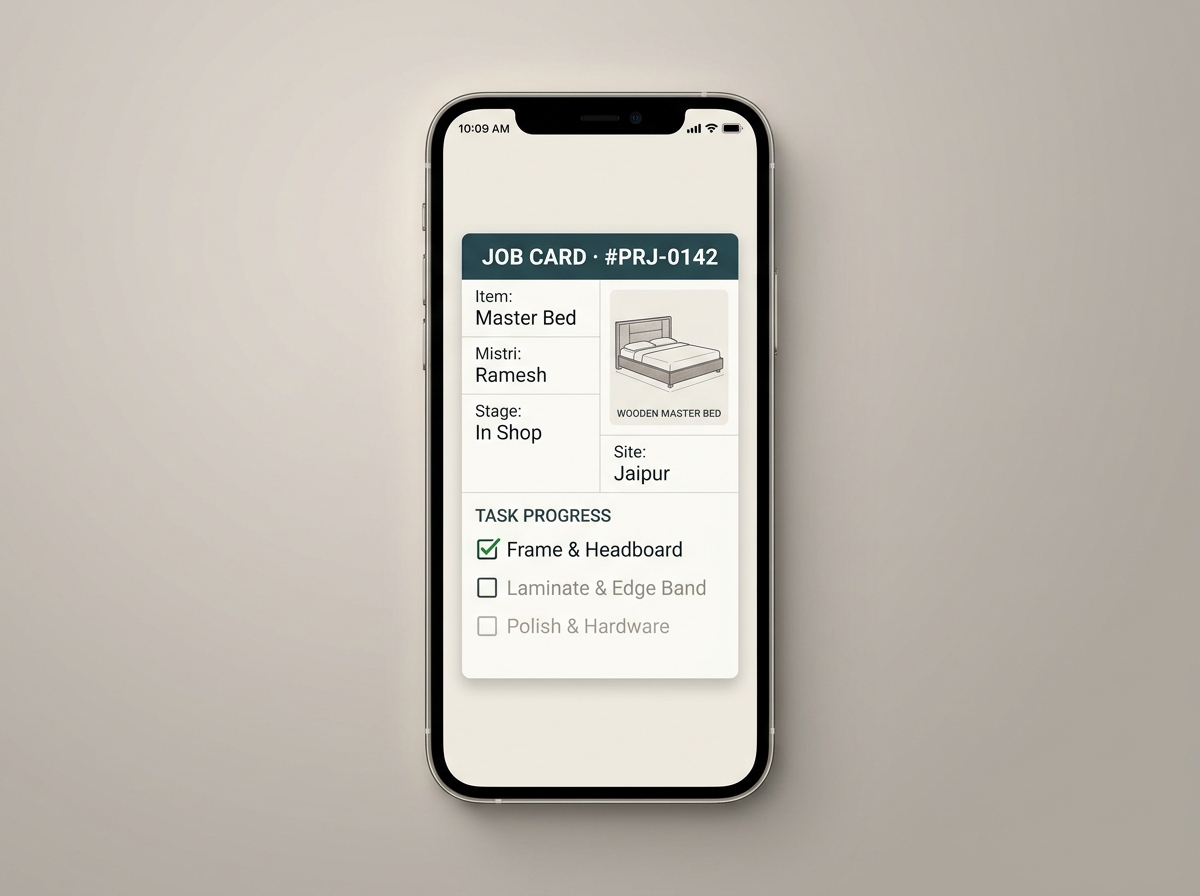 10:09 AM
JOB CARD · #PRJ-0142
Item:
Master Bed
Mistri:
Ramesh
Stage:
In Shop
WOODEN MASTER BED
Site:
Jaipur
TASK PROGRESS
Frame & Headboard
Laminate & Edge Band
Polish & Hardware